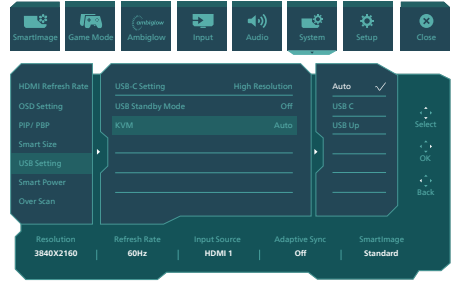 ambiglow
SmartImage Game Mode Ambiglow Input Audio System Setup Close
HDMI Refresh Rate USB-C Setting High Resolution Auto
OSD Setting USB Standby Mode Off USB C
PIP/ PBP KVM Auto USB Up
Select
Smart Size
USB Setting
OK
Smart Power
Back
Over Scan
Resolution Refresh Rate Input Source Adaptive Sync SmartImage
3840X2160 | 60Hz | HDMI 1 | Off | Standard